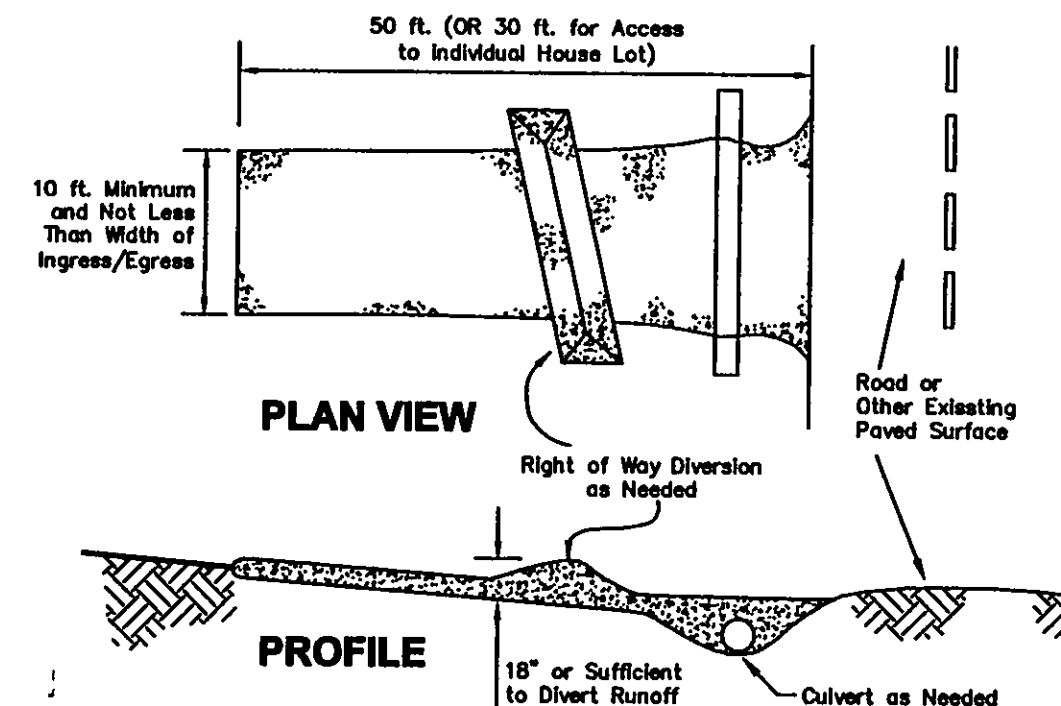 50 ft. (OR 30 ft. for Access
to Individual House Lot)
10 ft. Minimum
and Not Less
Than Width of
Ingress/Egress
PLAN VIEW
Road or
Other Exissting
Paved Surface
Right of Way Diversion
as Needed
PROFILE
18" or Sufficient
to Divert Runoff
Culvert as Needed